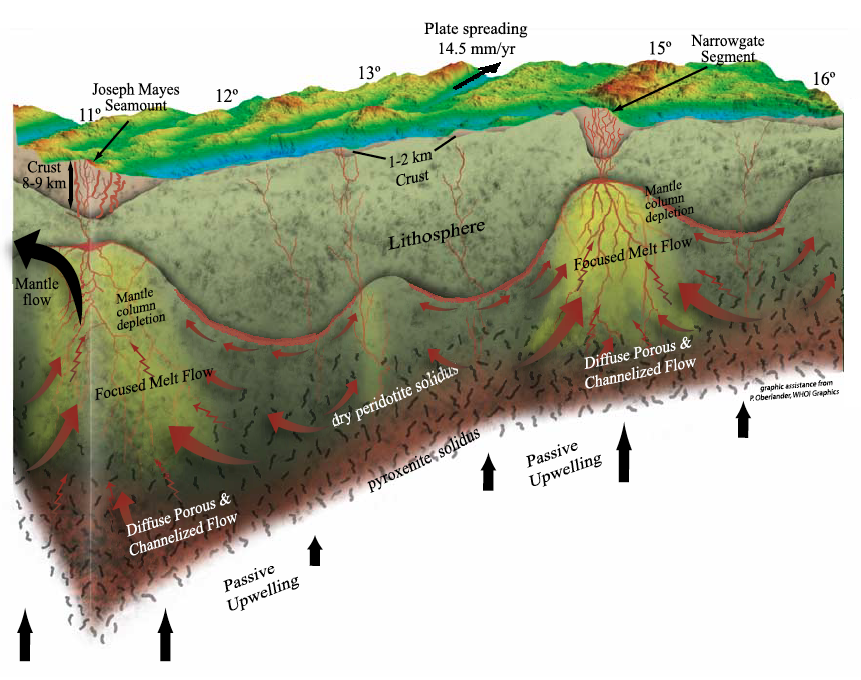 Plate spreading
14.5 mm/yr
Narrowgate
Segment
Joseph Mayes
Seamount
11º
12º
13º
15º
16º
Crust
8-9 km
1-2 km
Crust
Lithosphere
Mantle
column
depletion
Focused Melt Flow
Mantle
flow
Mantle
column
depletion
Focused Melt Flow
Diffuse Porous &
Channelized Flow
dry peridotite solidus
graphic assistance from
P. Oberlander, WHOI Graphics
pyroxenite solidus
Passive
Upwelling
Diffuse Porous &
Channelized Flow
Passive
Upwelling